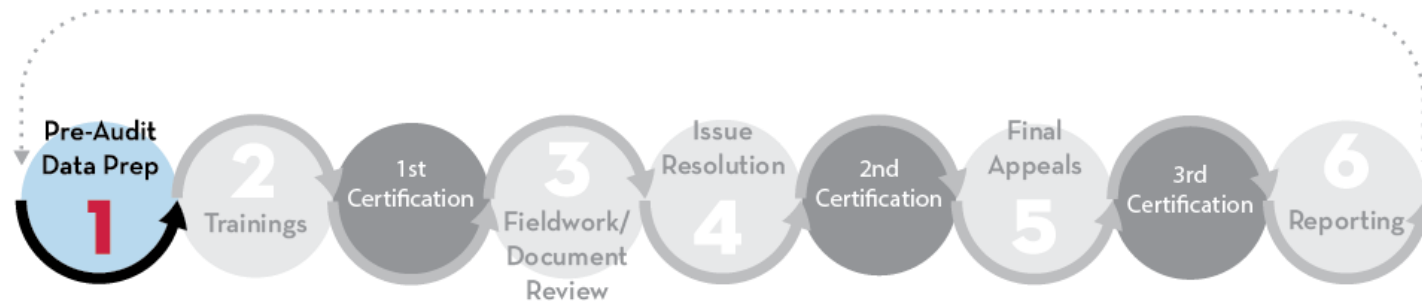 Pre-Audit
Data Prep
1
2
Trainings
1st
Certification
3
Fieldwork/
Document
Review
Issue
Resolution
4
2nd
Certification
Final
Appeals
5
3rd
Certification
6
Reporting